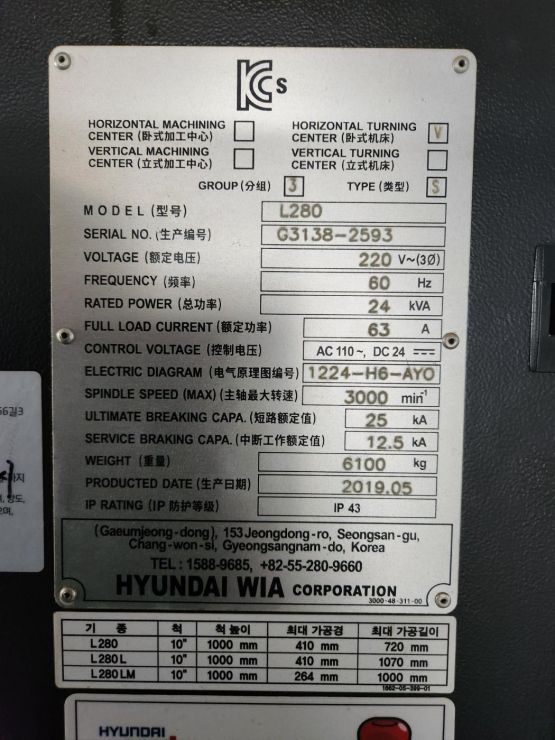 KCs
HORIZONTAL MACHINING CENTER (卧式加工中心)
HORIZONTAL TURNING CENTER (卧式机床) V
VERTICAL MACHINING CENTER (立式加工中心)
VERTICAL TURNING CENTER (立式机床)
GROUP (分组) 3 TYPE (类型) S
MODEL (型号) L280
SERIAL NO. (生产编号) G3138-2593
VOLTAGE (额定电压) 220 V~(3Ø)
FREQUENCY (频率) 60 Hz
RATED POWER (总功率) 24 kVA
FULL LOAD CURRENT (额定功率) 63 A
CONTROL VOLTAGE (控制电压) AC 110~, DC 24
ELECTRIC DIAGRAM (电气原理图编号) 1224-H6-AY0
SPINDLE SPEED (MAX) (主轴最大转速) 3000 min⁻¹
ULTIMATE BREAKING CAPA. (短路额定值) 25 kA
SERVICE BRAKING CAPA. (中断工作额定值) 12.5 kA
WEIGHT (重量) 6100 kg
PRODUCTED DATE (生产日期) 2019.05
IP RATING (IP 防护等级) IP 43
(Gaeumjeong-dong), 153 Jeongdong-ro, Seongsan-gu,
Chang-won-si, Gyeongsangnam-do, Korea
TEL : 1588-9685, +82-55-280-9660
HYUNDAI WIA CORPORATION
3000-48-311-00
기 종 척 척 높이 최대 가공경 최대 가공길이
L280 10" 1000 mm 410 mm 720 mm
L280L 10" 1000 mm 410 mm 1070 mm
L280LM 10" 1000 mm 264 mm 1000 mm
HYUNDAI